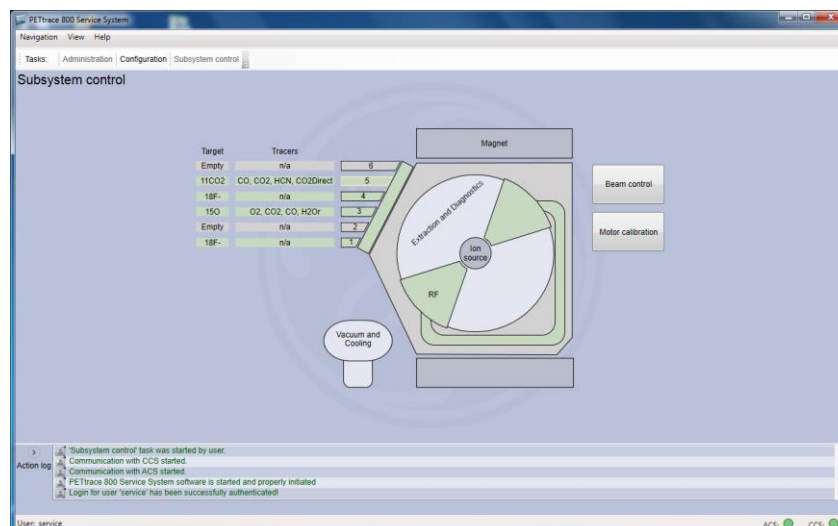 PETtrace 800 Service System
Navigation View Help
Tasks: Administration Configuration Subsystem control
Subsystem control
Magnet
Target Tracers
Empty n/a 6
11CO2 CO, CO2, HCN, CO2Direct 5
18F- n/a 4
15O O2, CO2, CO, H2Or 3
Empty n/a 2
18F- n/a 1
Extraction and Diagnostics
Ion source
RF
Beam control
Motor calibration
Vacuum and
Cooling
Action log
'Subsystem control' task was started by user.
Communication with CCS started.
Communication with ACS started.
PETtrace 800 Service System software is started and properly initiated
Login for user 'service' has been successfully authenticated!
User: service ACS: CCS: